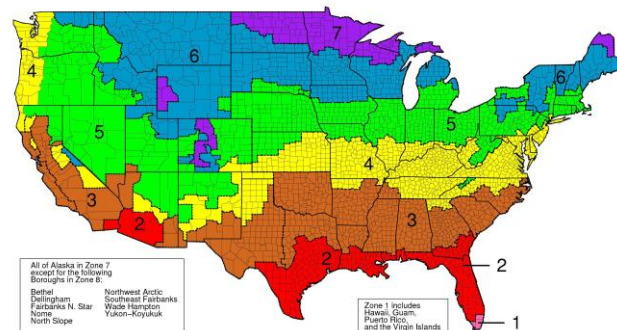 7
6
4
6
5
5
4
3
3
2
2
2
1
All of Alaska in Zone 7
except for the following
Boroughs in Zone 8:
Bethel Northwest Arctic
Dellingham Southeast Fairbanks
Fairbanks N. Star Wade Hampton
Nome Yukon–Koyukuk
North Slope
Zone 1 includes
Hawaii, Guam,
Puerto Rico,
and the Virgin Islands